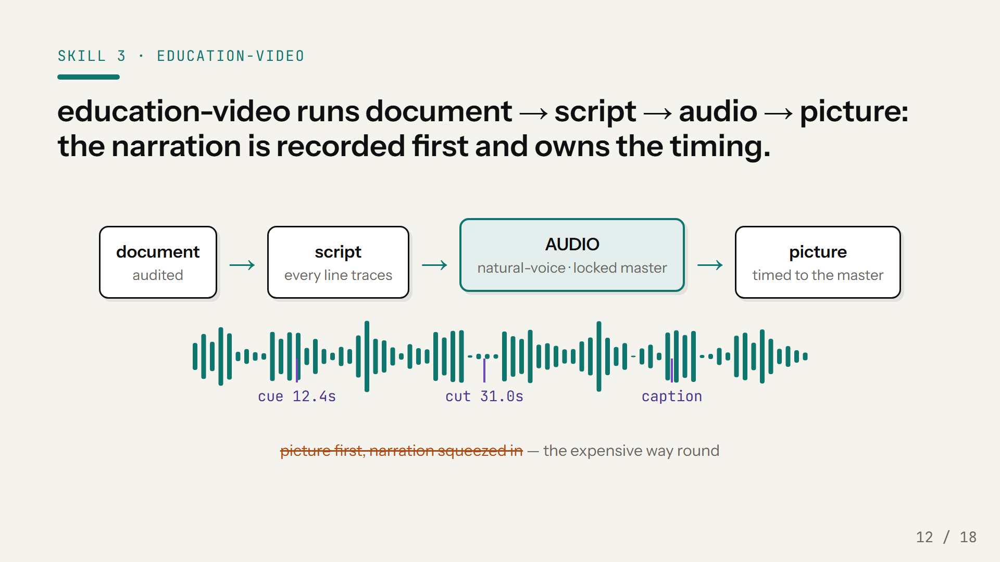 SKILL 3 · EDUCATION-VIDEO
education-video runs document → script → audio → picture:
the narration is recorded first and owns the timing.
document
audited
→
script
every line traces
→
AUDIO
natural-voice · locked master
→
picture
timed to the master
cue 12.4s
cut 31.0s
caption
picture first, narration squeezed in — the expensive way round
12 / 18